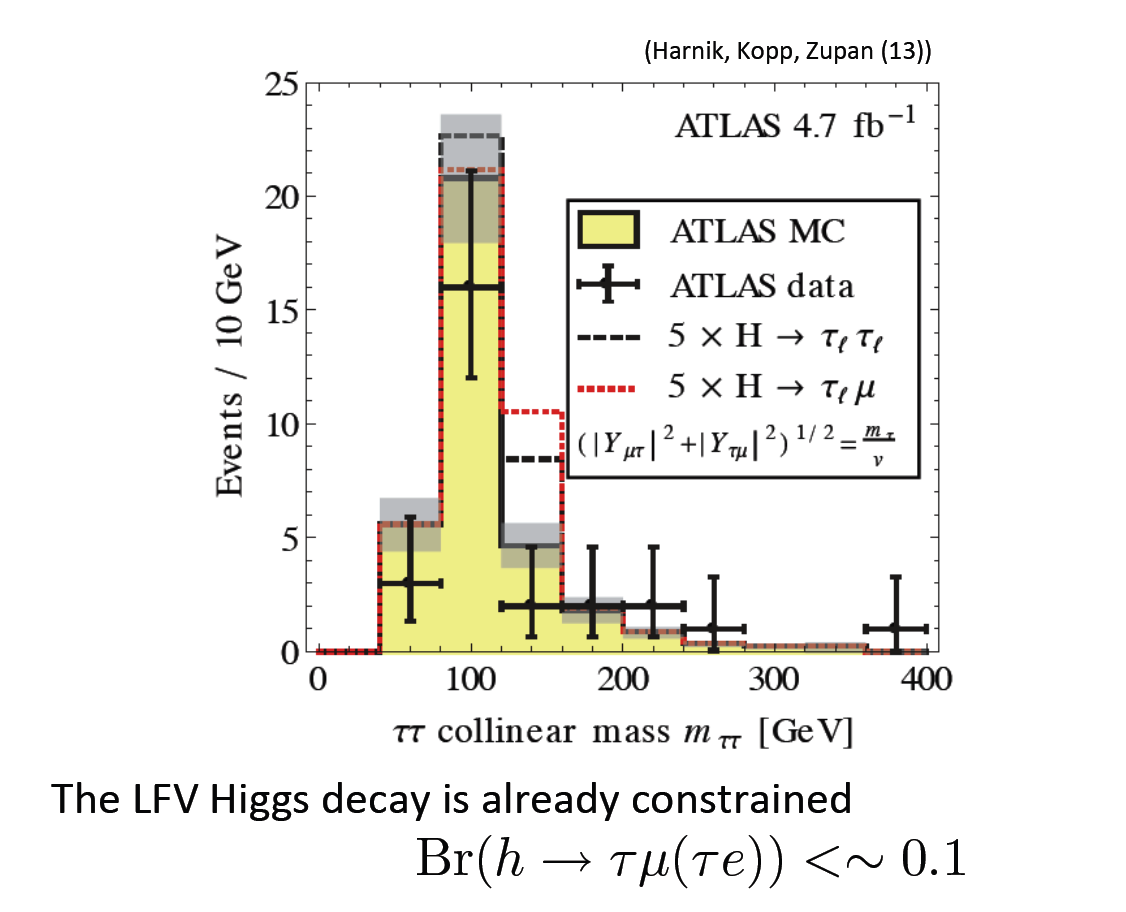 (Harnik, Kopp, Zupan (13))
25
20
15
10
5
0
Events / 10 GeV
ATLAS 4.7 fb⁻¹
ATLAS MC
ATLAS data
5 × H → τ_ℓ τ_ℓ
5 × H → τ_ℓ μ
(|Y_μτ|² +|Y_τμ|²)^1/2 = m_τ/v
0 100 200 300 400
ττ collinear mass m_ττ [GeV]
The LFV Higgs decay is already constrained
Br(h → τμ(τe)) <∼ 0.1